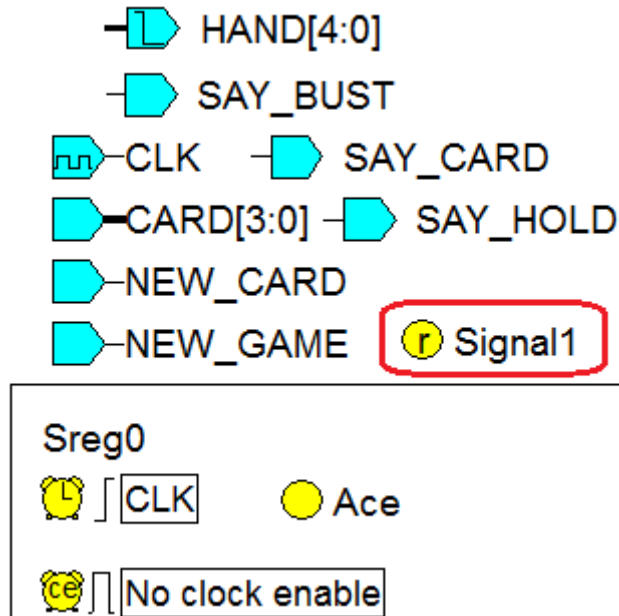 HAND[4:0]
SAY_BUST
CLK SAY_CARD
CARD[3:0] SAY_HOLD
NEW_CARD
NEW_GAME r Signal1
Sreg0
CLK Ace
ce No clock enable